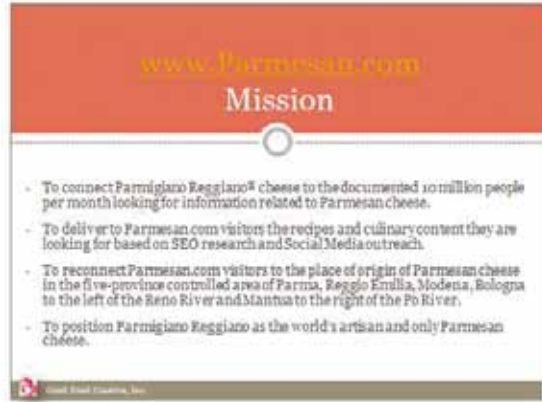 www.Parmesan.com
Mission
- To connect Parmigiano Reggiano® cheese to the documented 10 million people
per month looking for information related to Parmesan cheese.
- To deliver to Parmesan.com visitors the recipes and culinary content they are
looking for based on SEO research and Social Media outreach.
- To reconnect Parmesan.com visitors to the place of origin of Parmesan cheese
in the five-province controlled area of Parma, Reggio Emilia, Modena, Bologna
to the left of the Reno River and Mantua to the right of the Po River.
- To position Parmigiano Reggiano as the world's artisan and only Parmesan
cheese.